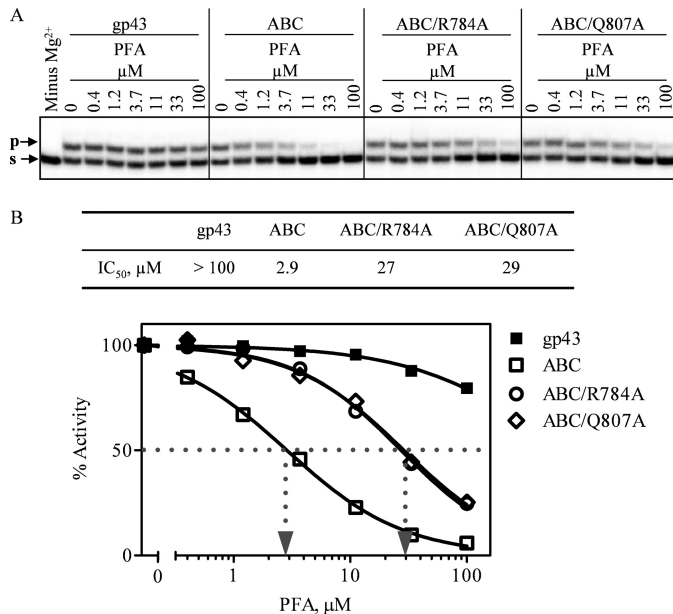 A
gp43 ABC ABC/R784A ABC/Q807A
Minus Mg2+
PFA PFA PFA PFA
µM µM µM µM
0 0.4 1.2 3.7 11 33 100 0 0.4 1.2 3.7 11 33 100 0 0.4 1.2 3.7 11 33 100 0 0.4 1.2 3.7 11 33 100
p
s
B
gp43 ABC ABC/R784A ABC/Q807A
IC50, µM > 100 2.9 27 29
100
50
0
% Activity
0 1 10 100
PFA, µM
gp43
ABC
ABC/R784A
ABC/Q807A